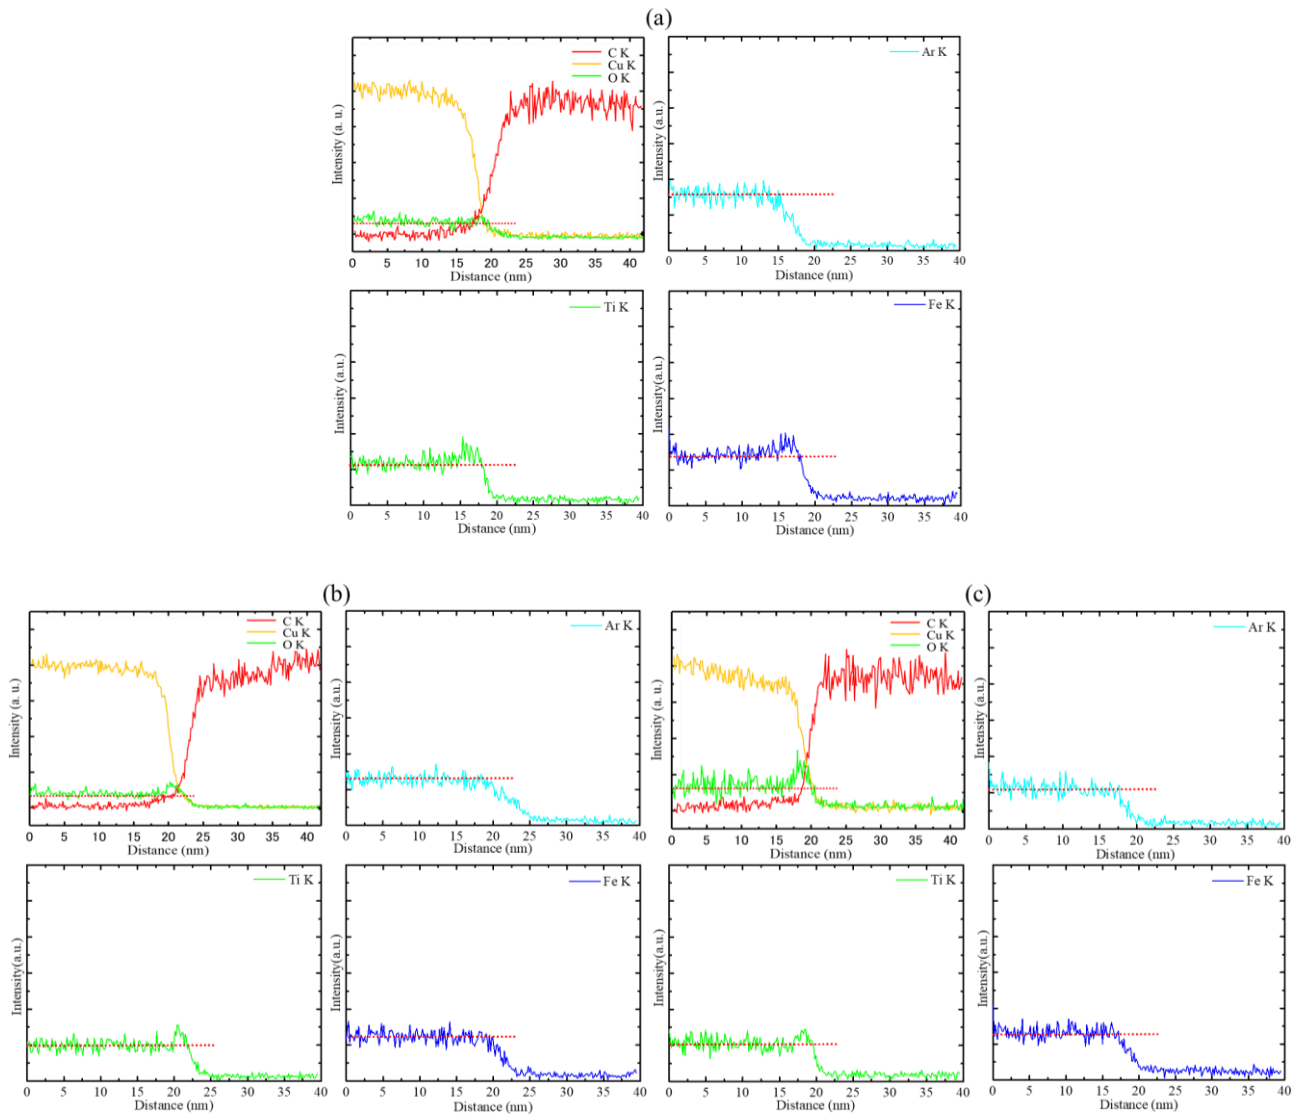 (a)
C K
Cu K
O K
Intensity (a. u.)
0 5 10 15 20 25 30 35 40
Distance (nm)
Ar K
Intensity (a.u.)
0 5 10 15 20 25 30 35 40
Distance (nm)
Ti K
Intensity (a.u.)
0 5 10 15 20 25 30 35 40
Distance (nm)
Fe K
Intensity(a.u.)
0 5 10 15 20 25 30 35 40
Distance (nm)
(b)
C K
Cu K
O K
Intensity (a. u.)
0 5 10 15 20 25 30 35 40
Distance (nm)
Ar K
Intensity (a.u.)
0 5 10 15 20 25 30 35 40
Distance (nm)
Ti K
Intensity(a.u.)
0 5 10 15 20 25 30 35 40
Distance (nm)
Fe K
Intensity(a.u.)
0 5 10 15 20 25 30 35 40
Distance (nm)
(c)
C K
Cu K
O K
Intensity (a. u.)
0 5 10 15 20 25 30 35 40
Distance (nm)
Ar K
Intensity (a.u.)
0 5 10 15 20 25 30 35 40
Distance (nm)
Ti K
Intensity(a.u.)
0 5 10 15 20 25 30 35 40
Distance (nm)
Fe K
Intensity(a.u.)
0 5 10 15 20 25 30 35 40
Distance (nm)